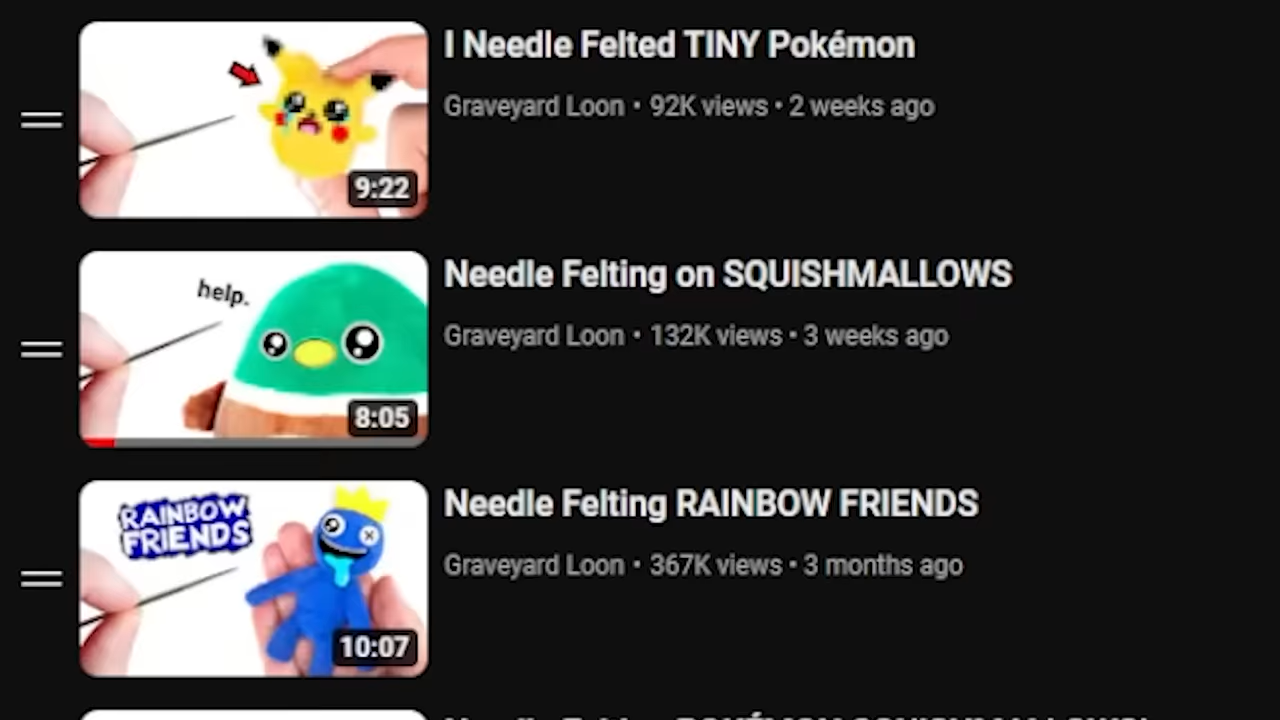 I Needle Felted TINY Pokémon
Graveyard Loon • 92K views • 2 weeks ago
9:22
help.
Needle Felting on SQUISHMALLOWS
Graveyard Loon • 132K views • 3 weeks ago
8:05
RAINBOW
FRIENDS
Needle Felting RAINBOW FRIENDS
Graveyard Loon • 367K views • 3 months ago
10:07